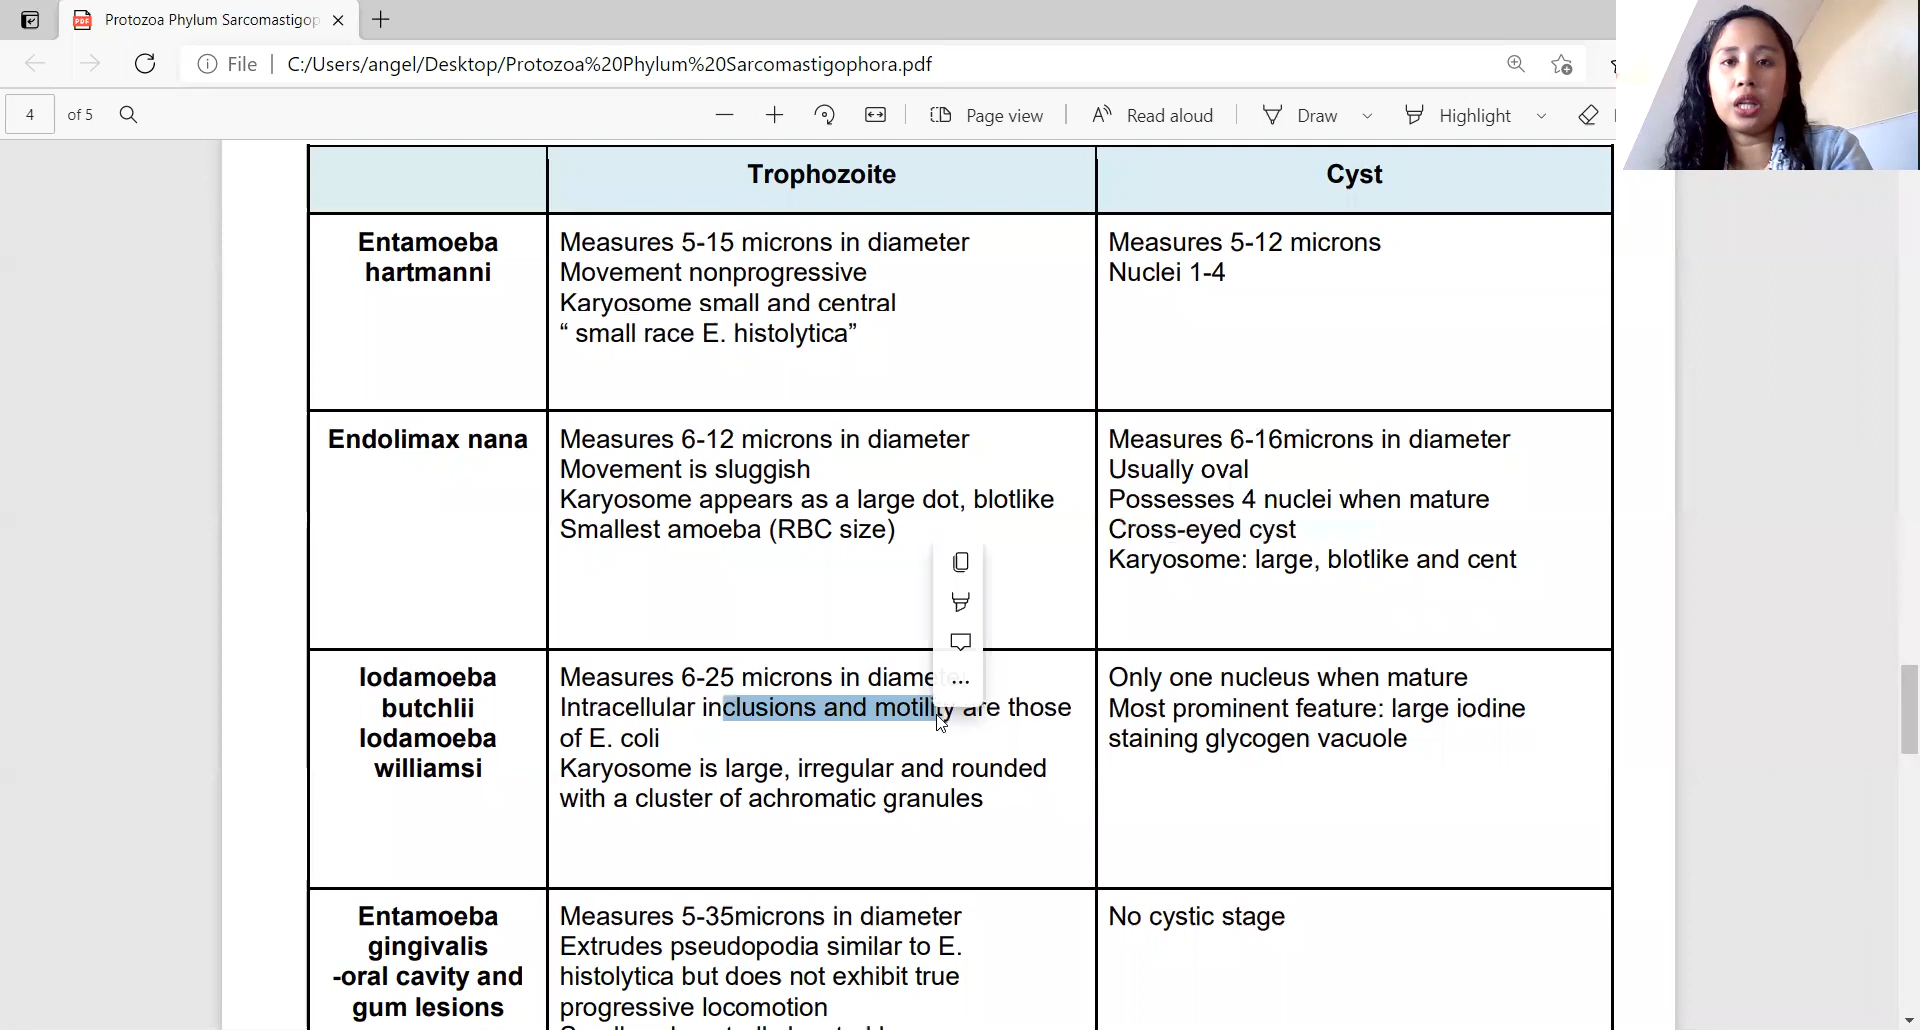 Protozoa Phylum Sarcomastigop
File
C:/Users/angel/Desktop/Protozoa%20Phylum%20Sarcomastigophora.pdf
4 of 5
Page view
Read aloud
Draw
Highlight
Trophozoite
Cyst
Entamoeba
hartmanni
Measures 5-15 microns in diameter
Movement nonprogressive
Karyosome small and central
“ small race E. histolytica”
Measures 5-12 microns
Nuclei 1-4
Endolimax nana
Measures 6-12 microns in diameter
Movement is sluggish
Karyosome appears as a large dot, blotlike
Smallest amoeba (RBC size)
Measures 6-16microns in diameter
Usually oval
Possesses 4 nuclei when mature
Cross-eyed cyst
Karyosome: large, blotlike and cent
Iodamoeba
butchlii
Iodamoeba
williamsi
Measures 6-25 microns in diameter
Intracellular inclusions and motility are those
of E. coli
Karyosome is large, irregular and rounded
with a cluster of achromatic granules
Only one nucleus when mature
Most prominent feature: large iodine
staining glycogen vacuole
Entamoeba
gingivalis
-oral cavity and
gum lesions
Measures 5-35microns in diameter
Extrudes pseudopodia similar to E.
histolytica but does not exhibit true
progressive locomotion
No cystic stage